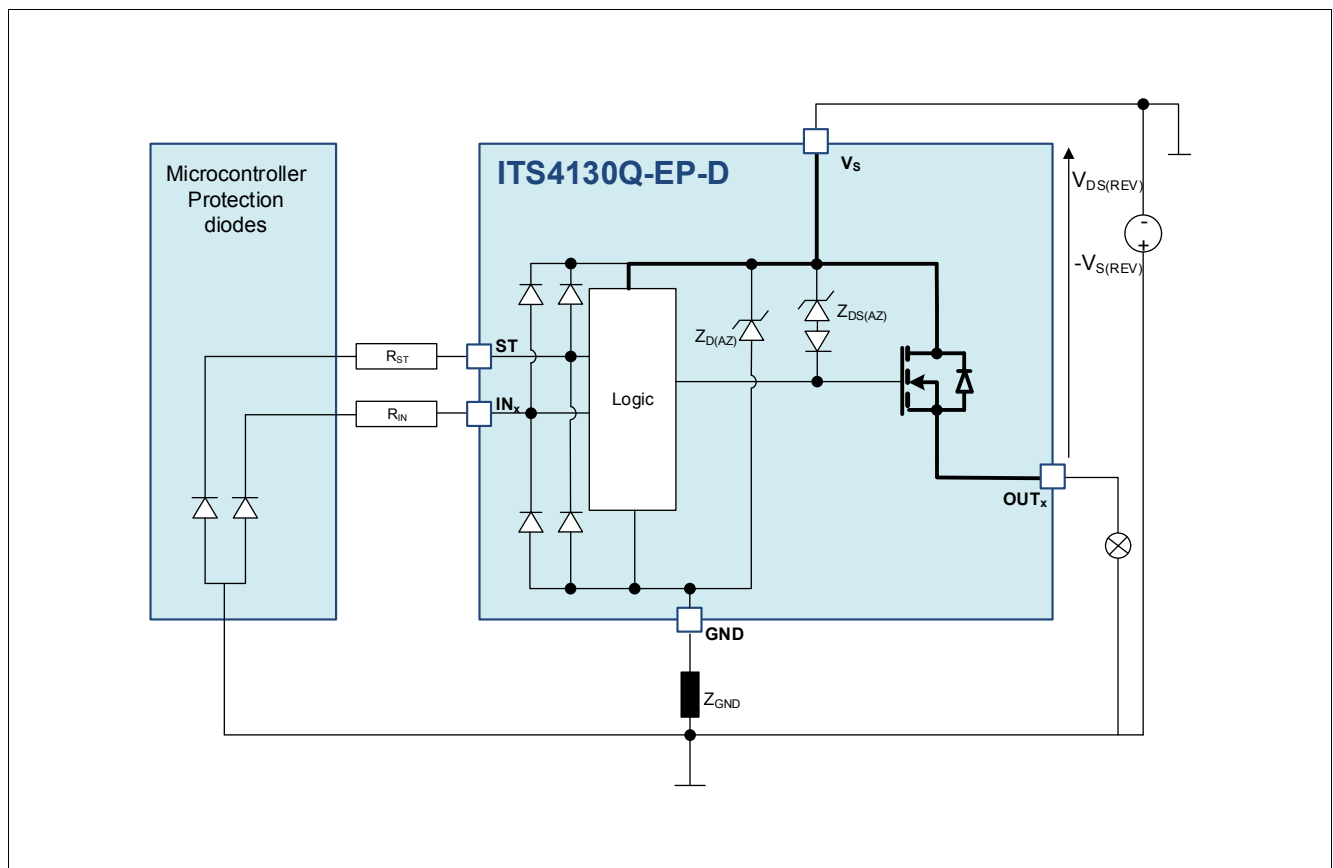 Microcontroller
Protection
diodes
ITS4130Q-EP-D
VS
VDS(REV)
-
+
-VS(REV)
ZDS(AZ)
ZD(AZ)
RST
ST
RIN
INx
Logic
OUTx
GND
ZGND